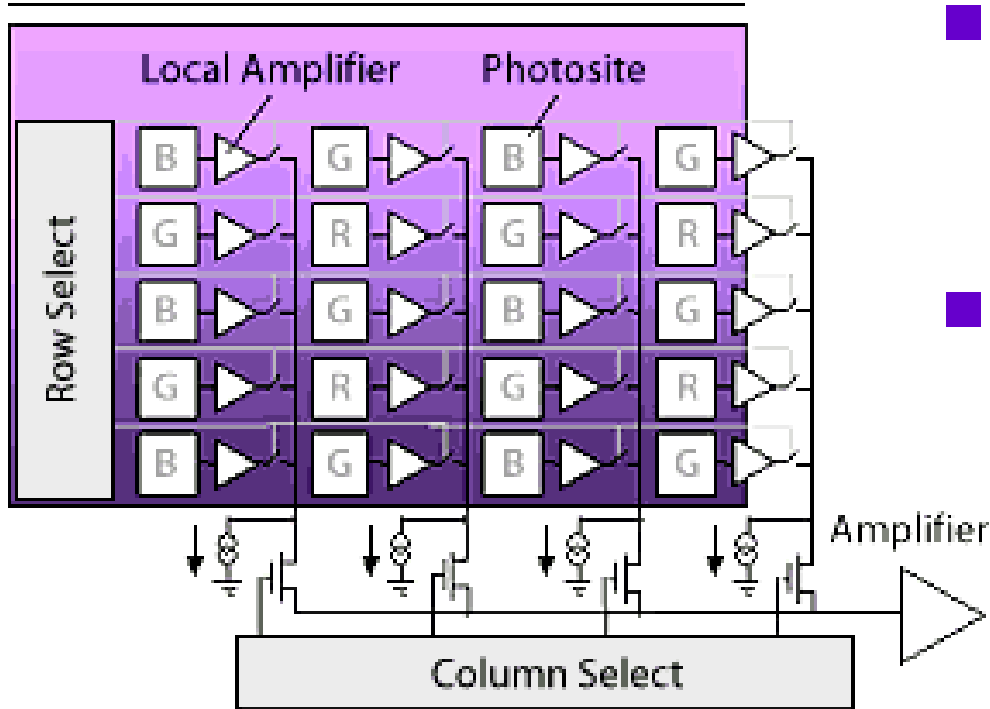 Local Amplifier Photosite
Row Select
B G B G
G R G R
B G B G
G R G R
B G B G
Amplifier
Column Select